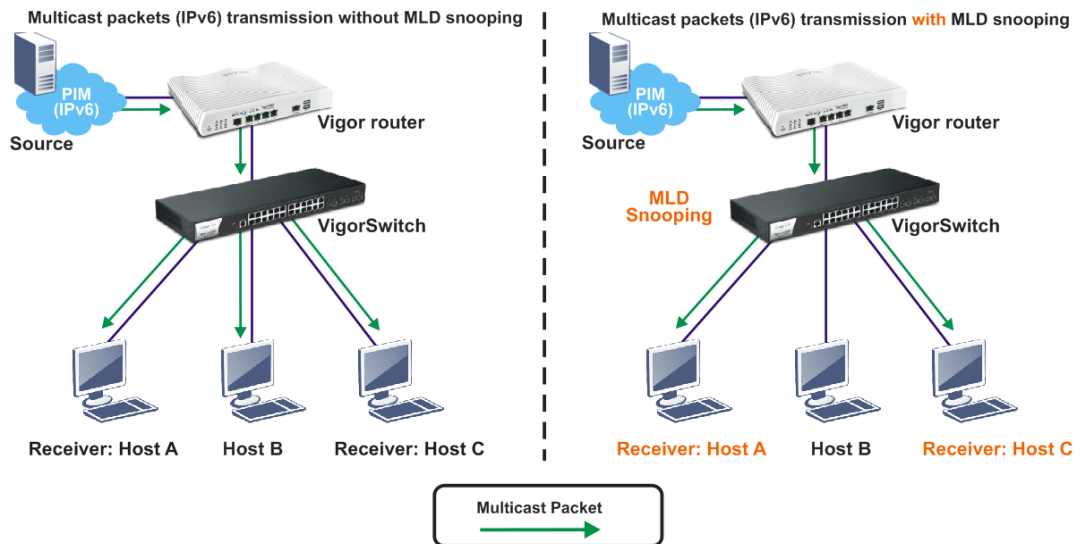 Multicast packets (IPv6) transmission without MLD snooping
PIM
(IPv6)
Source
Vigor router
VigorSwitch
Receiver: Host A
Host B
Receiver: Host C
Multicast packets (IPv6) transmission with MLD snooping
PIM
(IPv6)
Source
Vigor router
MLD
Snooping
VigorSwitch
Receiver: Host A
Host B
Receiver: Host C
Multicast Packet